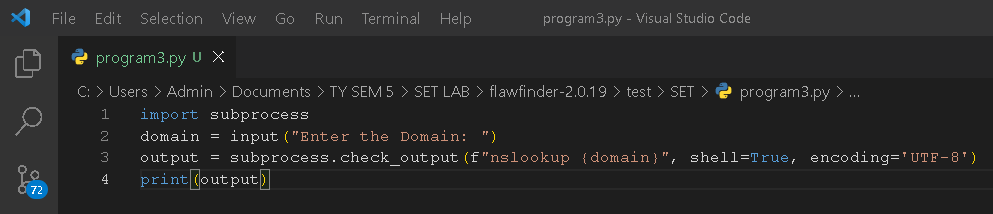 File Edit Selection View Go Run Terminal Help program3.py - Visual Studio Code
program3.py U
C: > Users > Admin > Documents > TY SEM 5 > SET LAB > flawfinder-2.0.19 > test > SET > program3.py > ...
1 import subprocess
2 domain = input("Enter the Domain: ")
3 output = subprocess.check_output(f"nslookup {domain}", shell=True, encoding='UTF-8')
4 print(output)
72